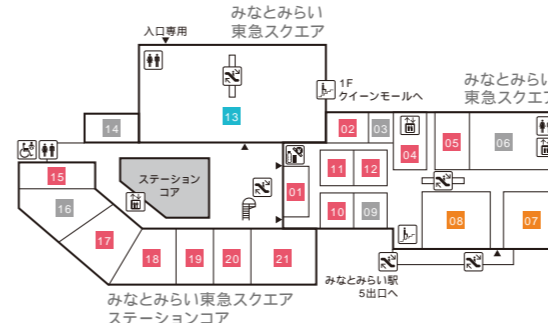 みなとみらい
東急スクエア
入口専用
みなとみらい
東急スクエア
1F
クイーンモールへ
13
14
02
03
04
05
06
15
ステーション
コア
11
12
01
16
10
09
08
07
17
18
19
20
21
みなとみらい駅
5出口へ
みなとみらい東急スクエア
ステーションコア